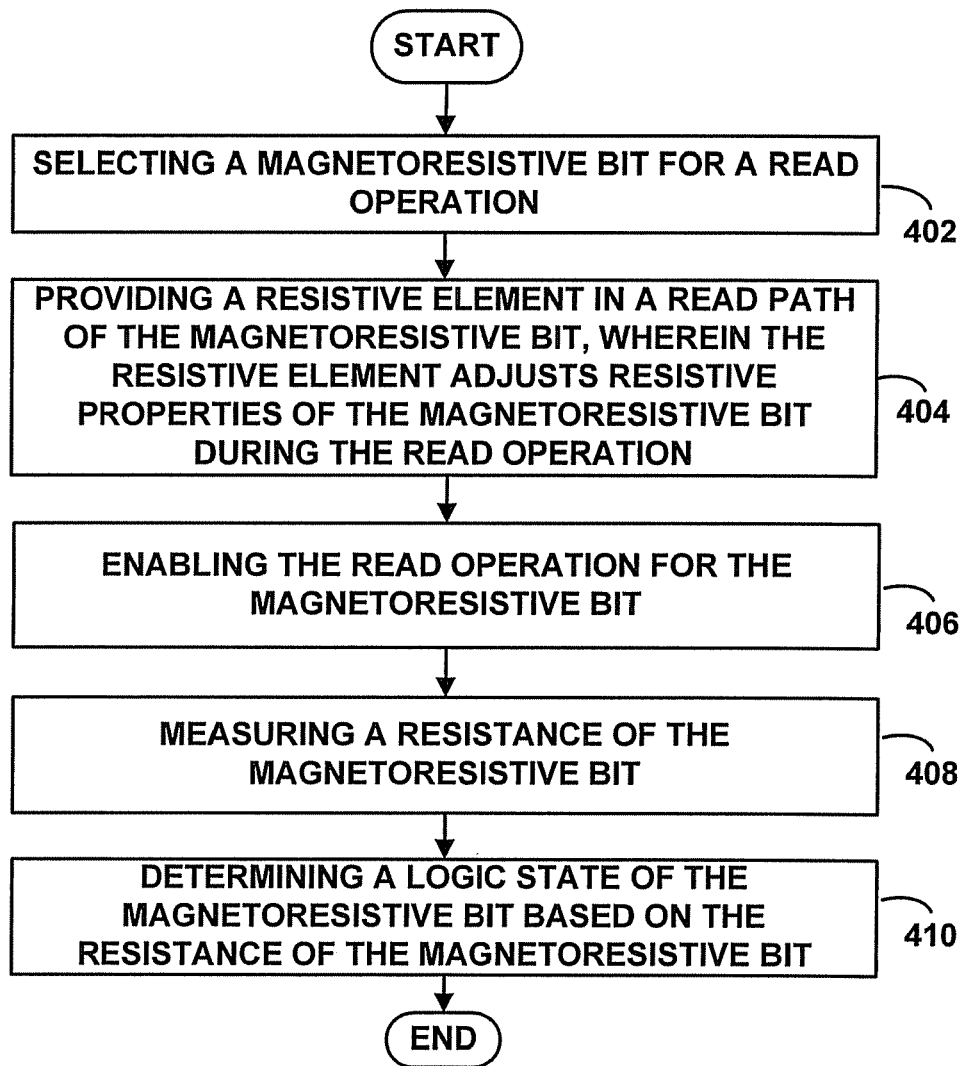 START
SELECTING A MAGNETORESISTIVE BIT FOR A READ
OPERATION
402
PROVIDING A RESISTIVE ELEMENT IN A READ PATH
OF THE MAGNETORESISTIVE BIT, WHEREIN THE
RESISTIVE ELEMENT ADJUSTS RESISTIVE
PROPERTIES OF THE MAGNETORESISTIVE BIT
DURING THE READ OPERATION
404
ENABLING THE READ OPERATION FOR THE
MAGNETORESISTIVE BIT
406
MEASURING A RESISTANCE OF THE
MAGNETORESISTIVE BIT
408
DETERMINING A LOGIC STATE OF THE
MAGNETORESISTIVE BIT BASED ON THE
RESISTANCE OF THE MAGNETORESISTIVE BIT
410
END